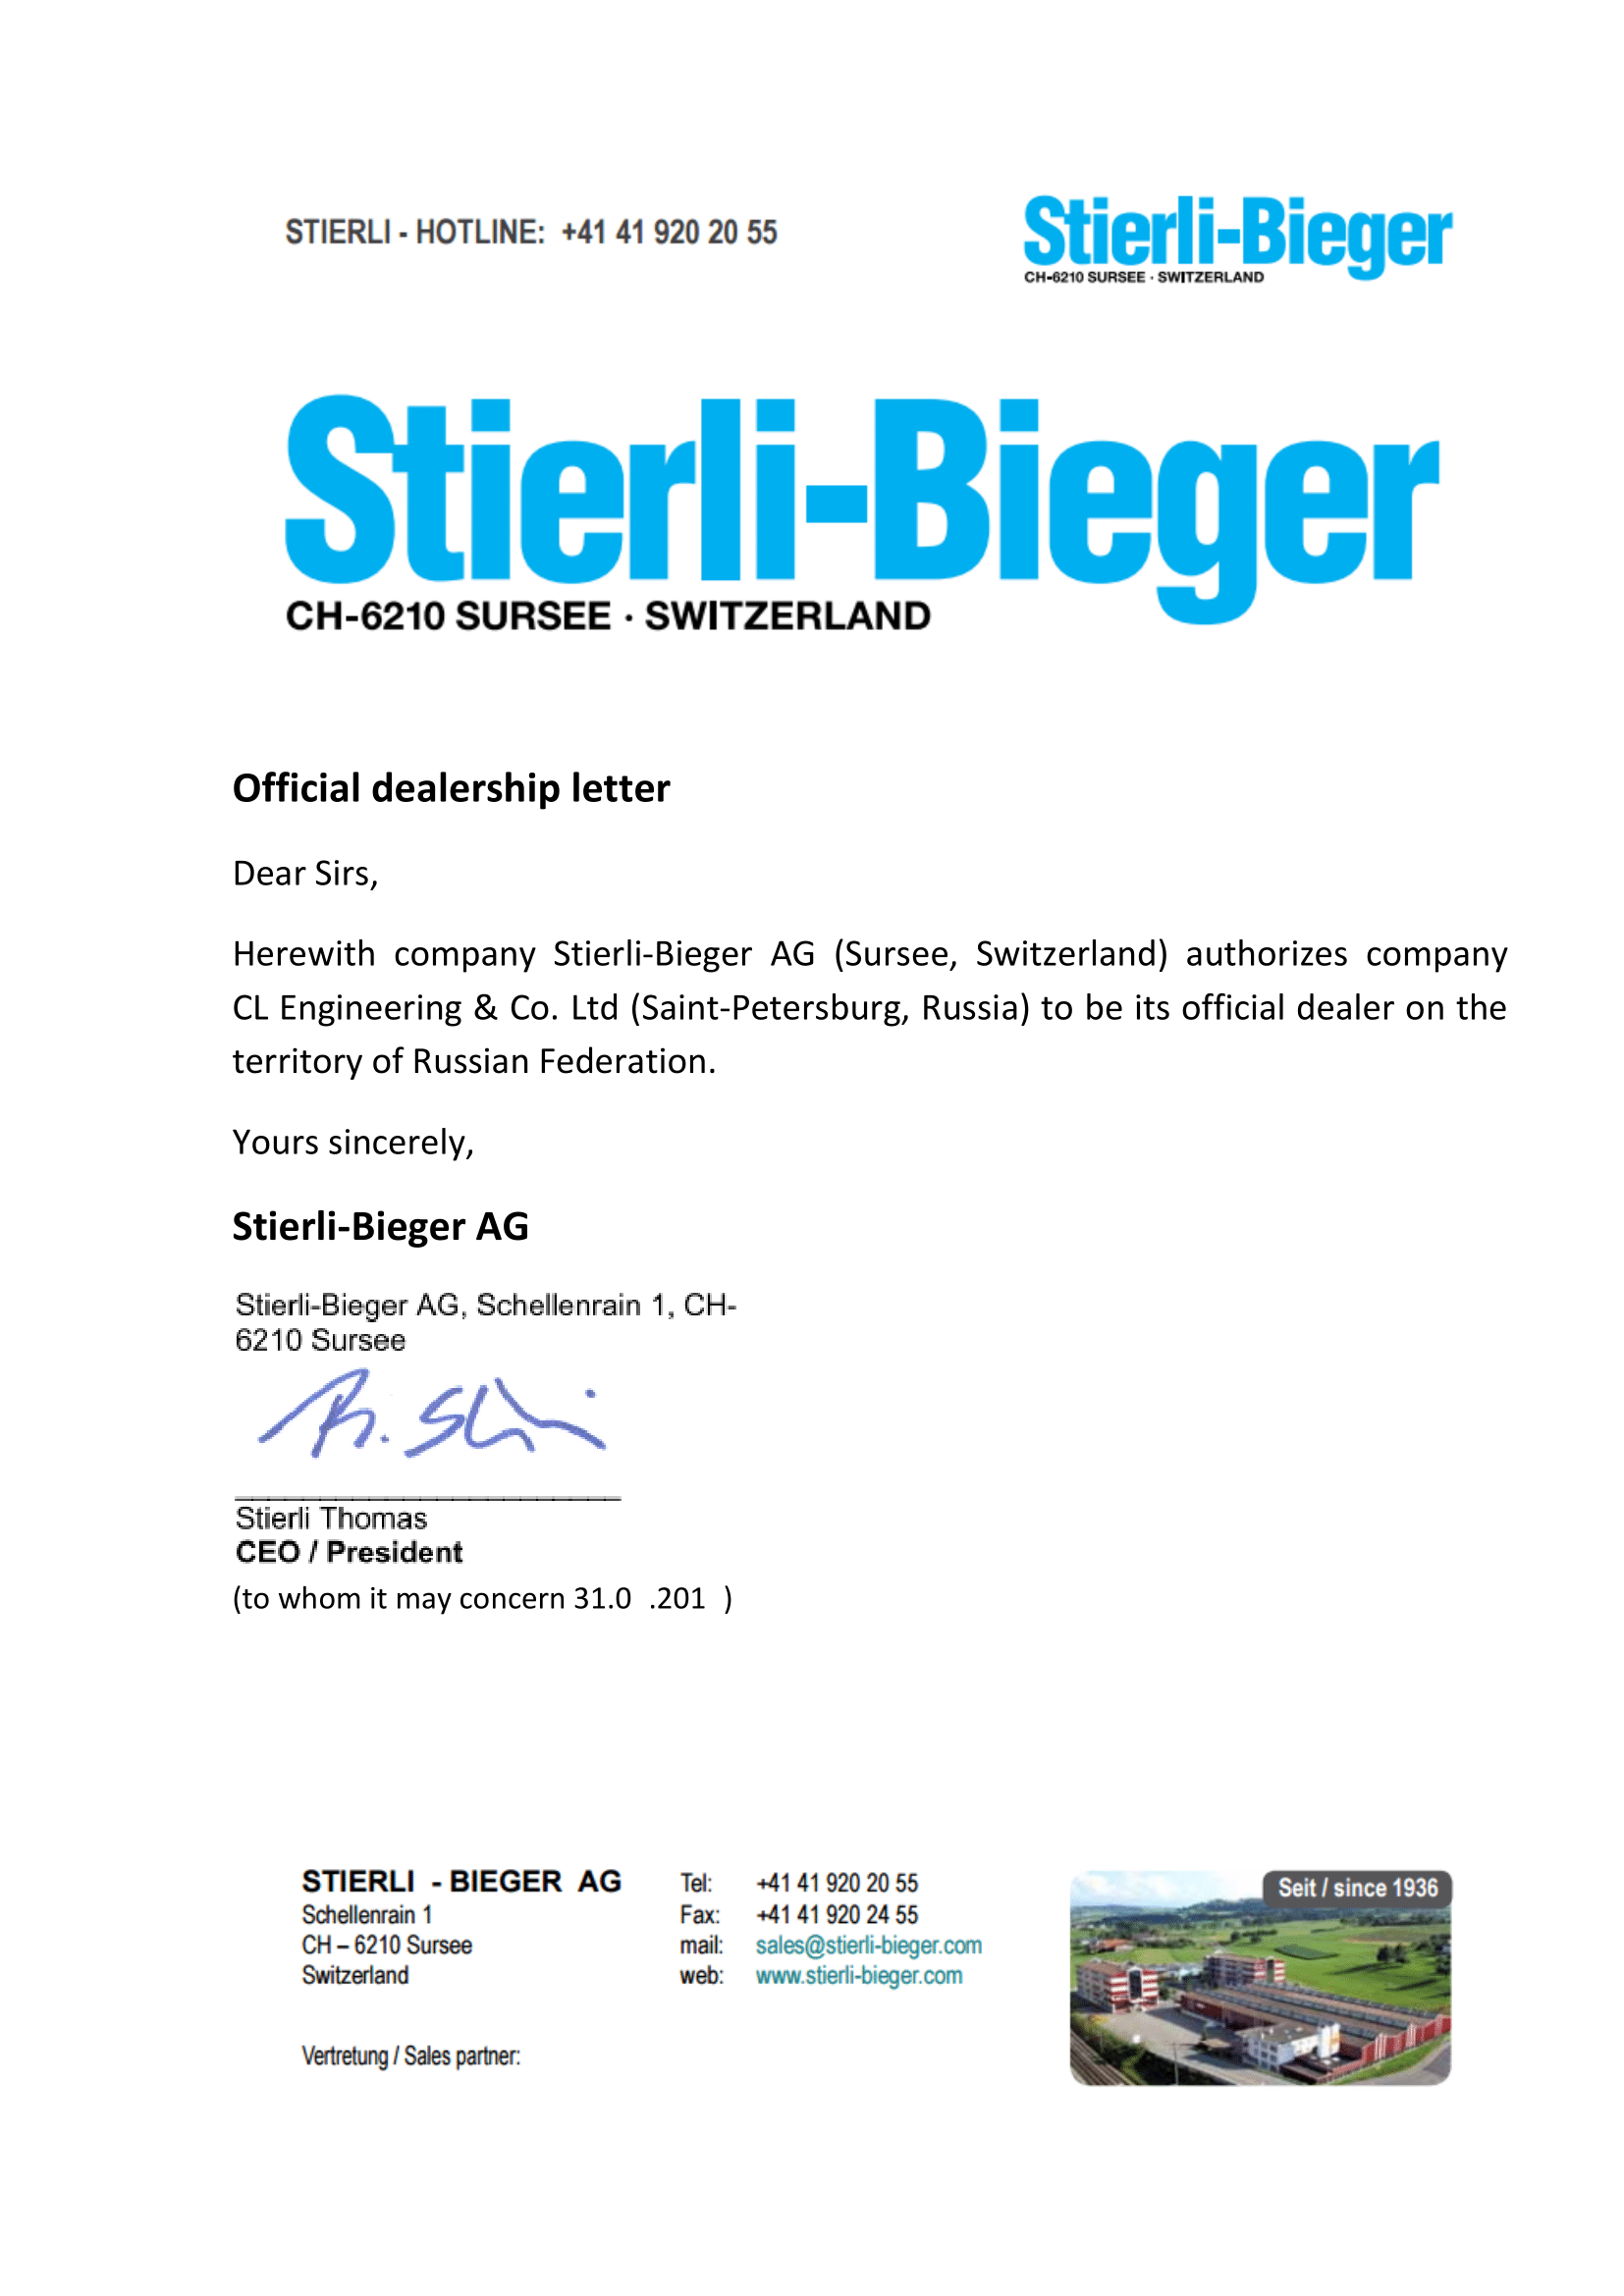 STIERLI - HOTLINE: +41 41 920 20 55
Stierli-Bieger
CH-6210 SURSEE · SWITZERLAND
Stierli-Bieger
CH-6210 SURSEE · SWITZERLAND
Official dealership letter
Dear Sirs,
Herewith company Stierli-Bieger AG (Sursee, Switzerland) authorizes company
CL Engineering & Co. Ltd (Saint-Petersburg, Russia) to be its official dealer on the
territory of Russian Federation.
Yours sincerely,
Stierli-Bieger AG
Stierli-Bieger AG, Schellenrain 1, CH-
6210 Sursee
Stierli Thomas
CEO / President
(to whom it may concern 31.0 .201 )
STIERLI - BIEGER AG
Schellenrain 1
CH – 6210 Sursee
Switzerland
Tel: +41 41 920 20 55
Fax: +41 41 920 24 55
mail: sales@stierli-bieger.com
web: www.stierli-bieger.com
Vertretung / Sales partner:
Seit / since 1936